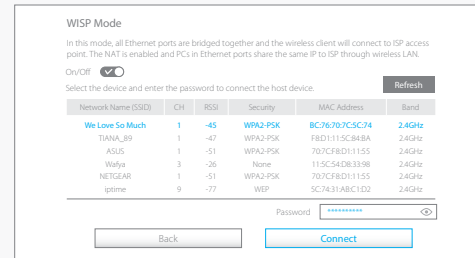 WISP Mode
In this mode, all Ethernet ports are bridged together and the wireless client will connect to ISP access
point. The NAT is enabled and PCs in Ethernet ports share the same IP to ISP through wireless LAN.
On/Off
Select the device and enter the password to connect the host device:
Refresh
Network Name (SSID) CH RSSI Security MAC Address Band
We Love So Much 1 -45 WPA2-PSK BC:76:70:7C:5C:74 2.4GHz
TIANA_89 1 -47 WPA2-PSK F8:D1:11:5C:84:BA 2.4GHz
ASUS 1 -51 WPA2-PSK 70:7C:F8:D1:11:55 2.4GHz
Wafya 3 -26 None 11:5C:54:D8:33:98 2.4GHz
NETGEAR 1 -51 WPA2-PSK 70:7C:F8:D1:11:55 2.4GHz
iptime 9 -77 WEP 5C:74:31:AB:C1:D2 2.4GHz
Password **********
Back Connect